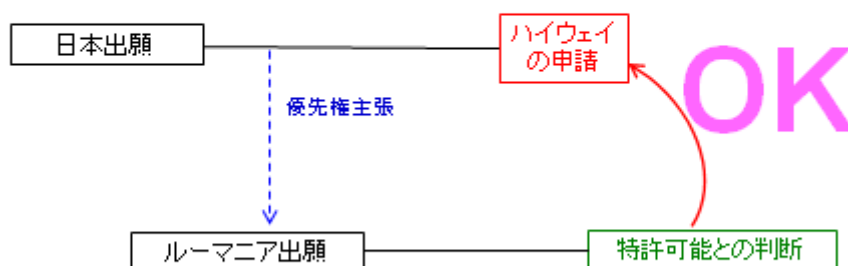 日本出願
ハイウェイ
の申請
OK
優先権主張
ルーマニア出願
特許可能との判断